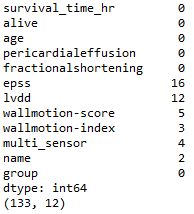 survival_time_hr 0
alive 0
age 0
pericardialeffusion 0
fractionalshortening 0
epss 16
lvdd 12
wallmotion-score 5
wallmotion-index 3
multi_sensor 4
name 2
group 0
dtype: int64
(133, 12)